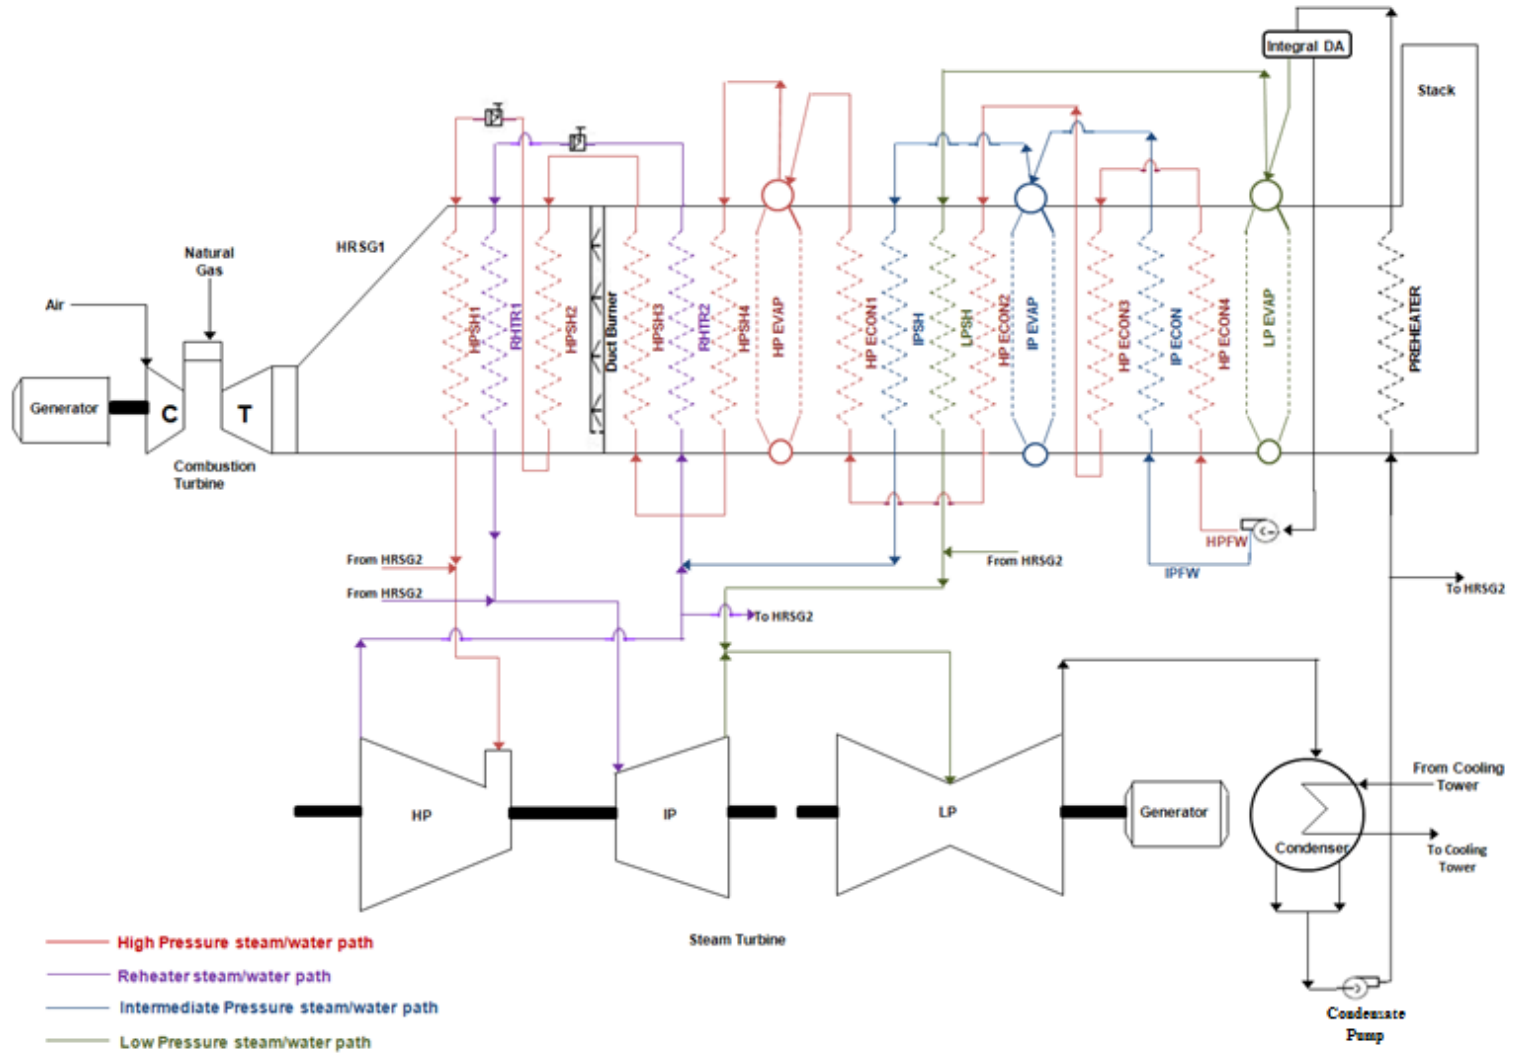 Integral DA
Stack
HRSG1
Natural
Gas
Air
HPSH1
RHTR1
HPSH2
Duct Burner
HPSH3
RHTR2
HPSH4
HP EVAP
HP ECON1
IPSH
LPSH
HP ECON2
IP EVAP
HP ECON3
IP ECON
HP ECON4
LP EVAP
PREHEATER
Generator
C
T
Combustion
Turbine
HPFW
IPFW
From HRSG2
From HRSG2
From HRSG2
To HRSG2
To HRSG2
HP
IP
LP
Generator
From Cooling
Tower
Condenser
To Cooling
Tower
Steam Turbine
High Pressure steam/water path
Reheater steam/water path
Intermediate Pressure steam/water path
Low Pressure steam/water path
Condensate
Pump